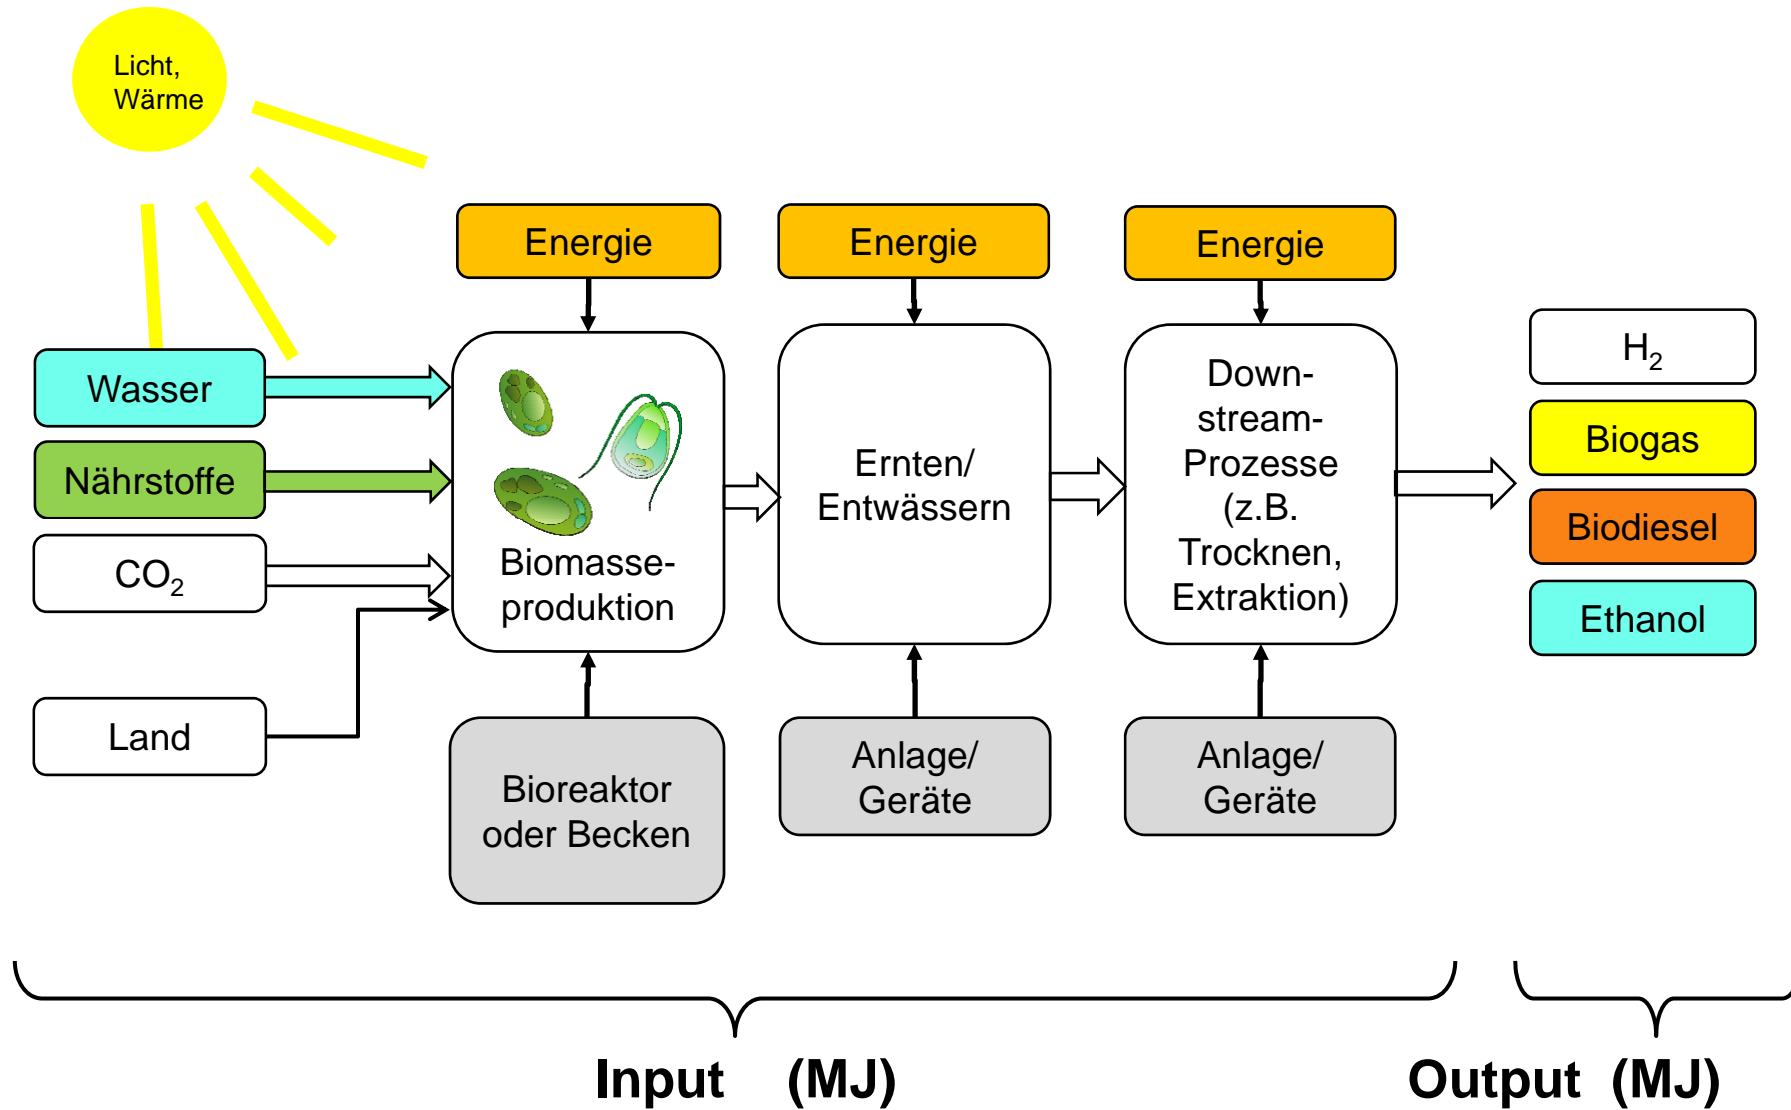 Licht,
Wärme
Energie
Energie
Energie
Wasser
Nährstoffe
CO2
Land
Biomasse-
produktion
Ernten/
Entwässern
Down-
stream-
Prozesse
(z.B.
Trocknen,
Extraktion)
H2
Biogas
Biodiesel
Ethanol
Bioreaktor
oder Becken
Anlage/
Geräte
Anlage/
Geräte
Input (MJ)
Output (MJ)